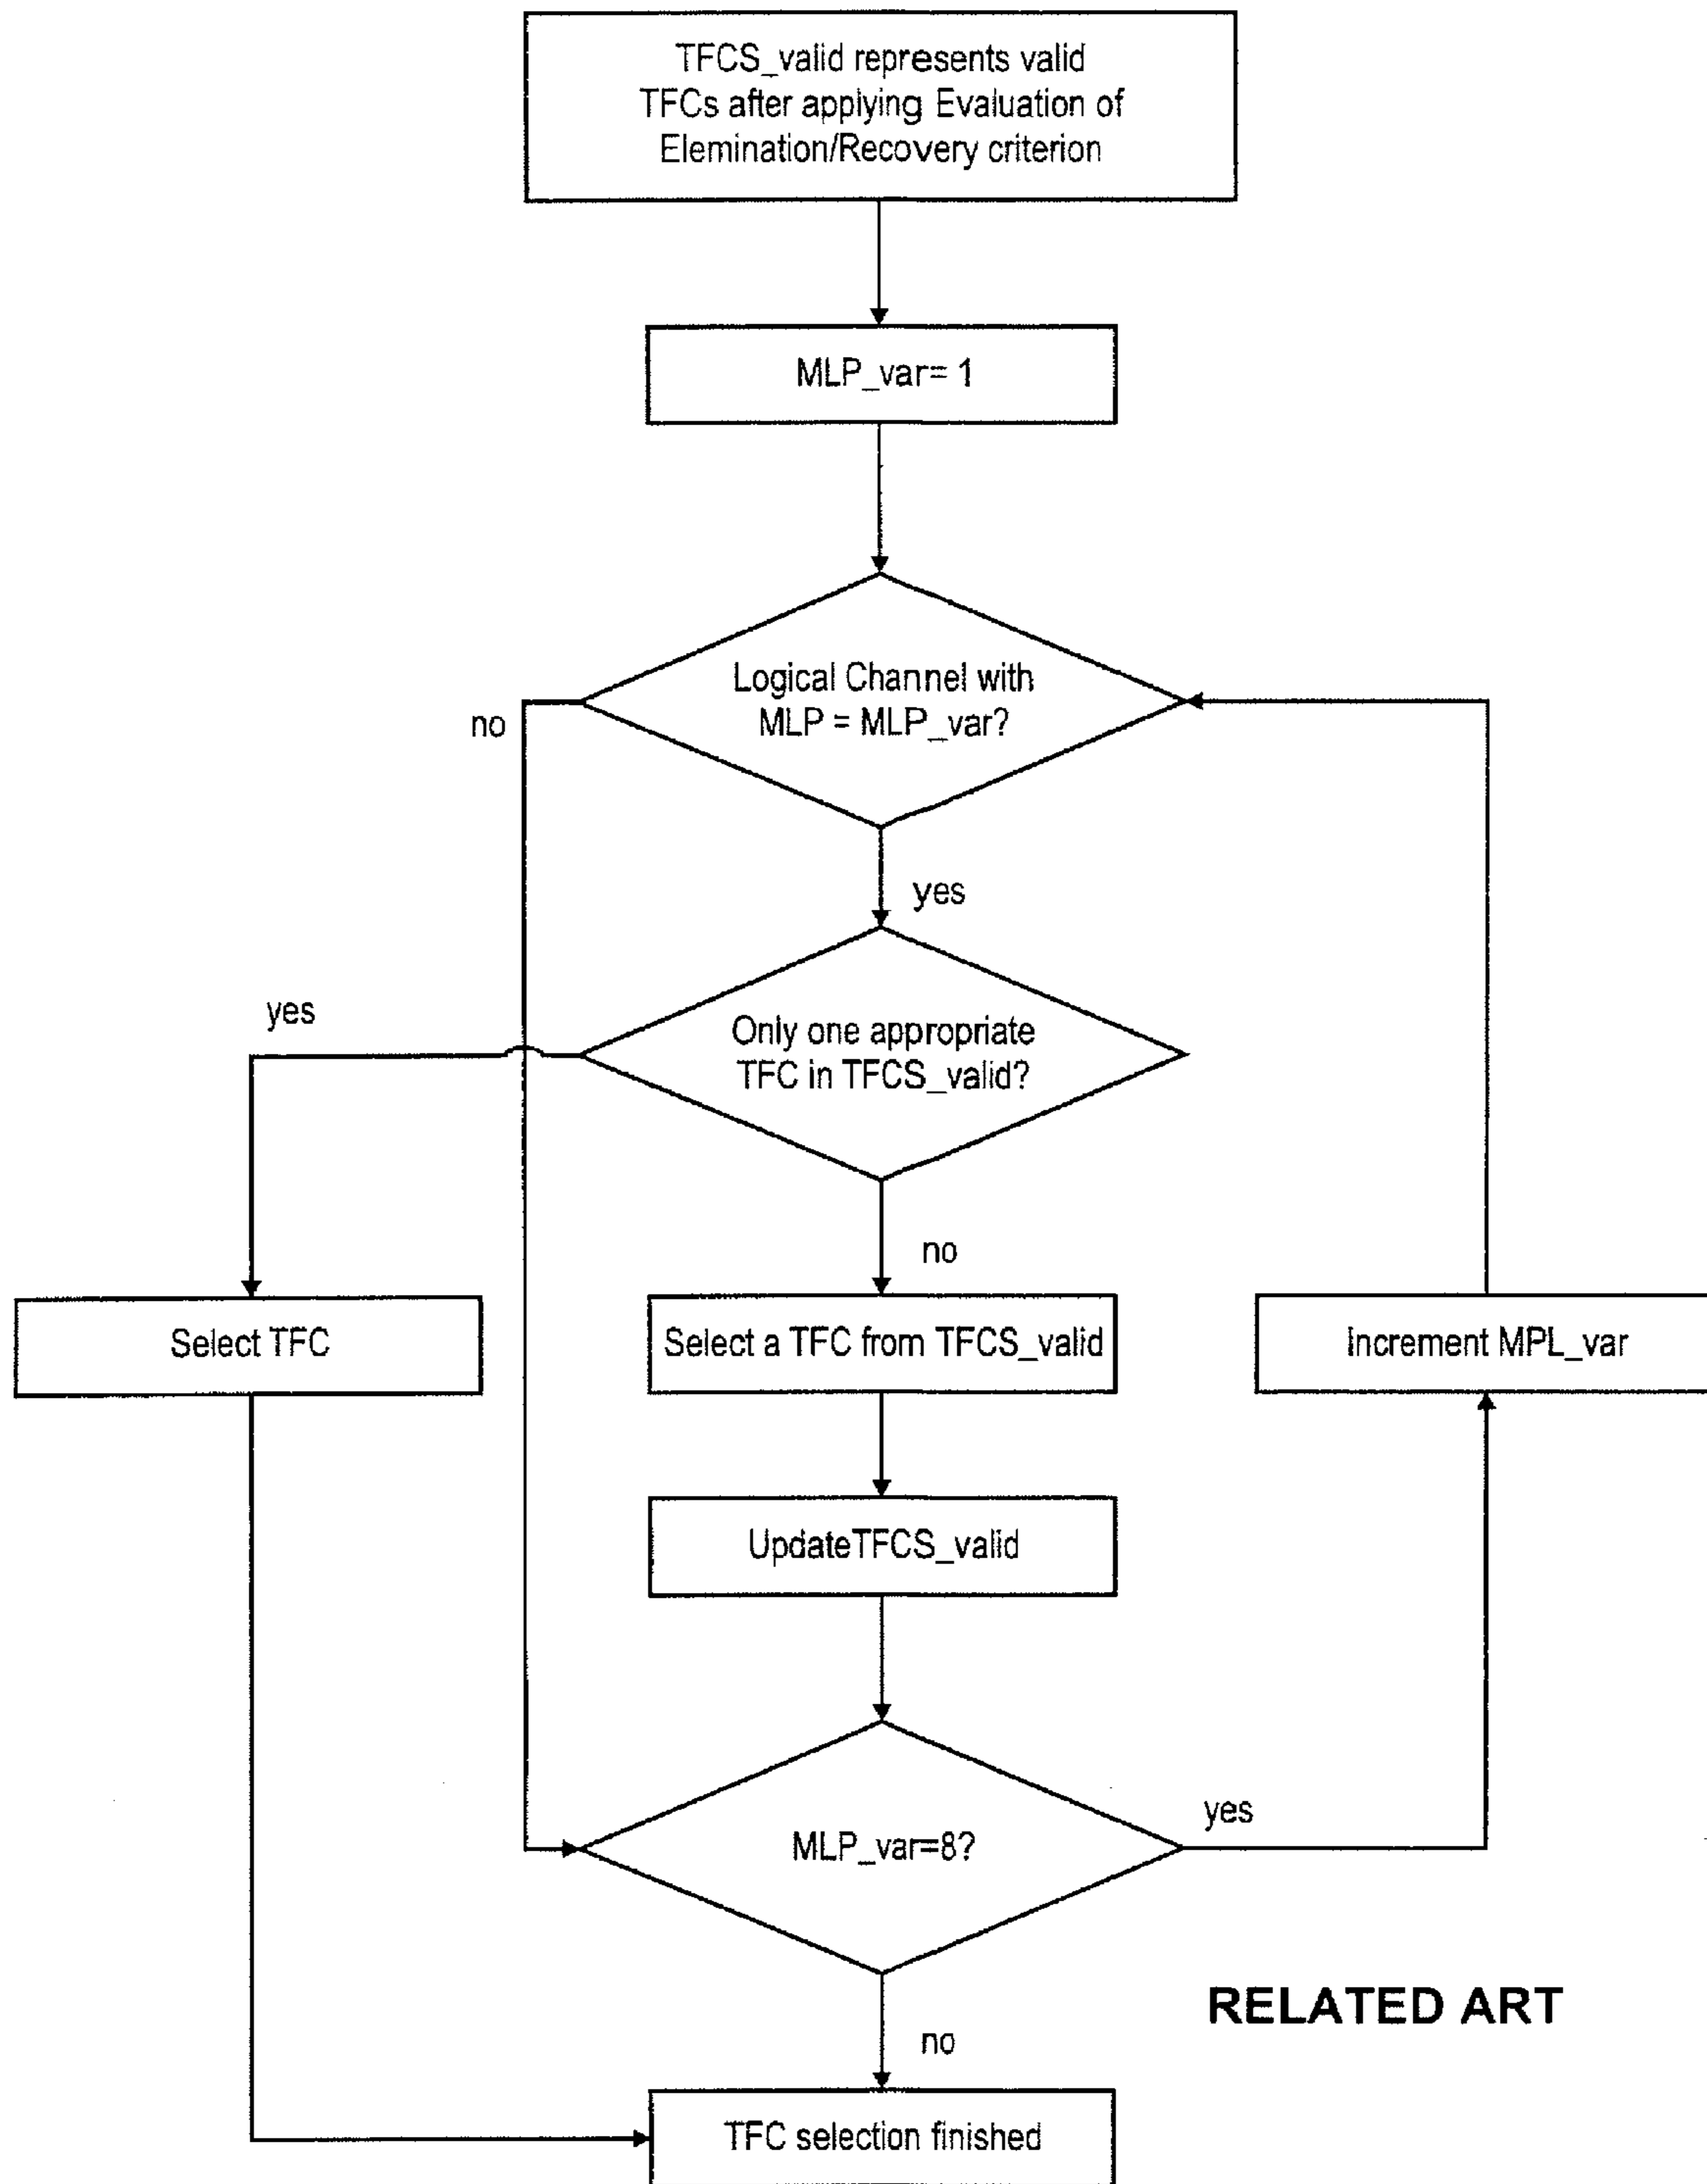 TFCS_valid represents valid
TFCs after applying Evaluation of
Elemination/Recovery criterion
MLP_var= 1
Logical Channel with
MLP = MLP_var?
no
yes
Only one appropriate
TFC in TFCS_valid?
yes
no
Select TFC
Select a TFC from TFCS_valid
Increment MPL_var
UpdateTFCS_valid
MLP_var=8?
yes
no
RELATED ART
TFC selection finished